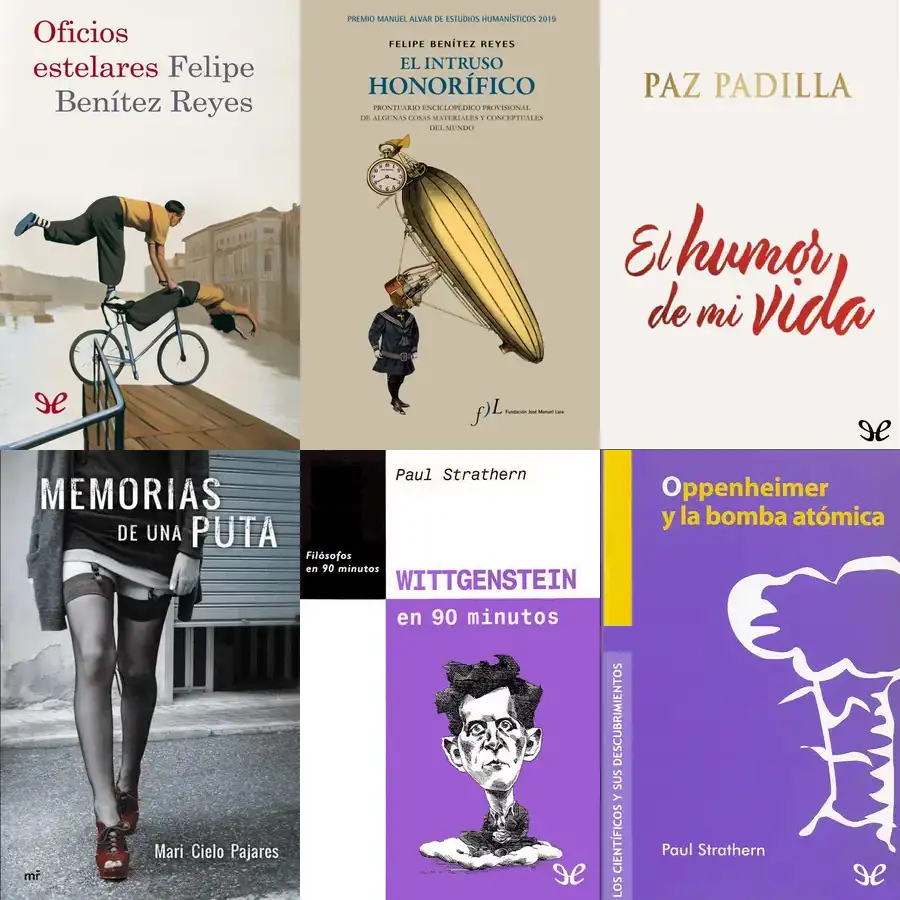 Oficios
estelares Felipe
Benítez Reyes
PREMIO MANUEL ALVAR DE ESTUDIOS HUMANÍSTICOS 2019
FELIPE BENÍTEZ REYES
EL INTRUSO
HONORÍFICO
PRONTUARIO ENCICLOPÉDICO PROVISIONAL
DE ALGUNAS COSAS MATERIALES Y CONCEPTUALES
DEL MUNDO
f)L Fundación José Manuel Lara
PAZ PADILLA
El humor
de mi vida
MEMORIAS
DE UNA PUTA
Mari Cielo Pajares
mr
Paul Strathern
Filósofos
en 90 minutos
WITTGENSTEIN
en 90 minutos
Oppenheimer
y la bomba atómica
LOS CIENTÍFICOS Y SUS DESCUBRIMIENTOS
Paul Strathern